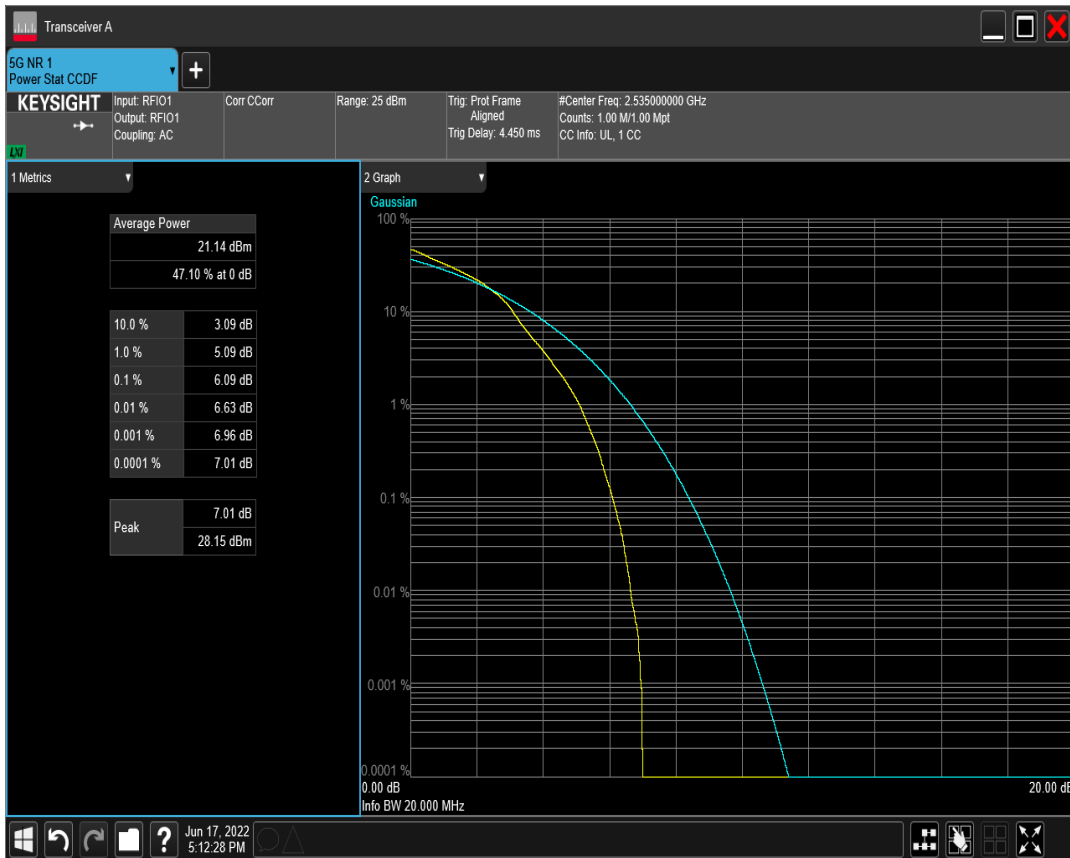 Transceiver A
5G NR 1
Power Stat CCDF
+
KEYSIGHT
LXI
Input: RFIO1
Output: RFIO1
Coupling: AC
Corr CCorr
Range: 25 dBm
Trig: Prot Frame
Aligned
Trig Delay: 4.450 ms
#Center Freq: 2.535000000 GHz
Counts: 1.00 M/1.00 Mpt
CC Info: UL, 1 CC
1 Metrics
Average Power
21.14 dBm
47.10 % at 0 dB
10.0 % 3.09 dB
1.0 % 5.09 dB
0.1 % 6.09 dB
0.01 % 6.63 dB
0.001 % 6.96 dB
0.0001 % 7.01 dB
Peak 7.01 dB
28.15 dBm
2 Graph
Gaussian
100 %
10 %
1 %
0.1 %
0.01 %
0.001 %
0.0001 %
0.00 dB 20.00 dB
Info BW 20.000 MHz
?
Jun 17, 2022
5:12:28 PM